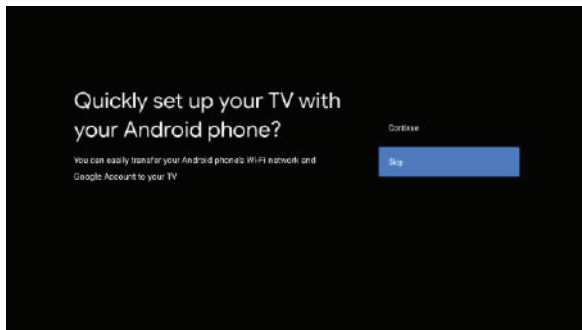 Quickly set up your TV with
your Android phone?
You can easily transfer your Android phone's Wi-Fi network and
Google Account to your TV
Continue
Skip